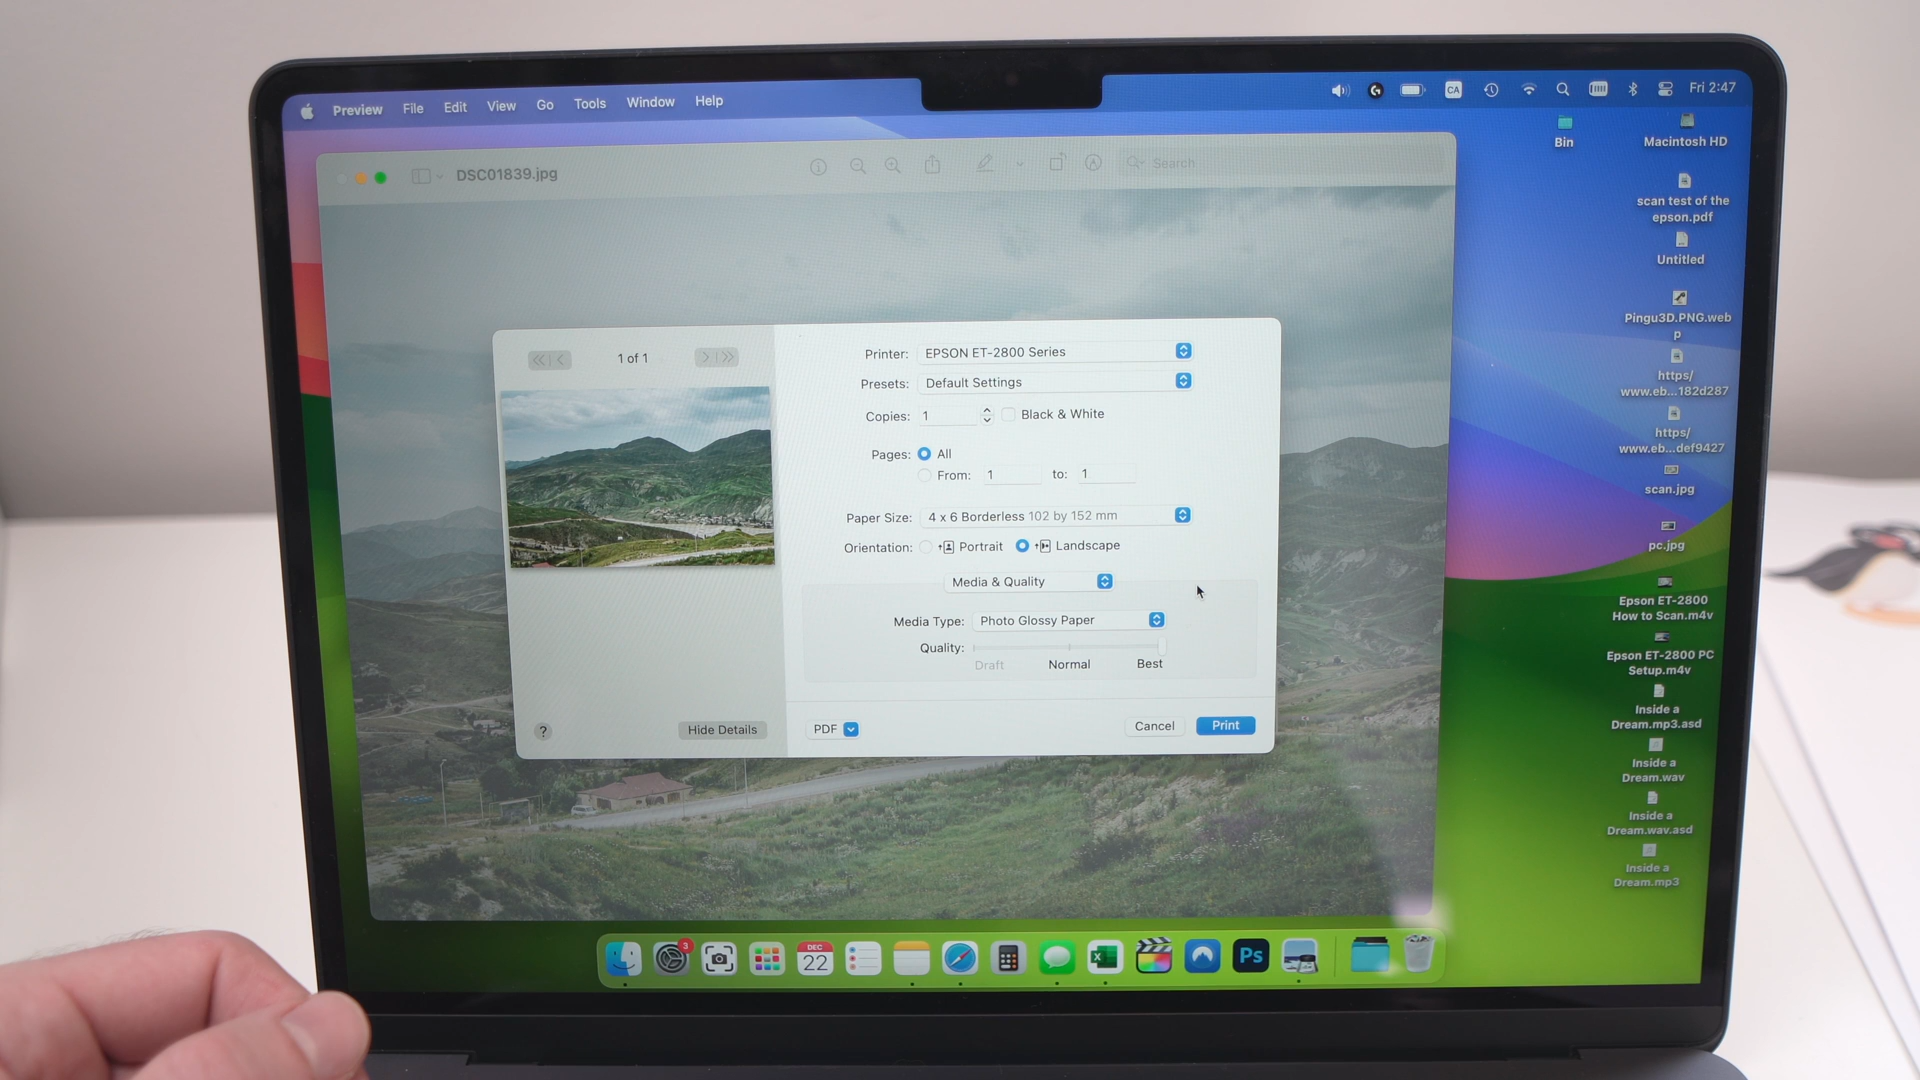 Preview File Edit View Go Tools Window Help
CA
Fri 2:47
DSC01839.jpg
Search
1 of 1
Printer: EPSON ET-2800 Series
Presets: Default Settings
Copies: 1 Black & White
Pages: All
From: 1 to: 1
Paper Size: 4 x 6 Borderless 102 by 152 mm
Orientation: Portrait Landscape
Media & Quality
Media Type: Photo Glossy Paper
Quality:
Draft Normal Best
? Hide Details PDF Cancel Print
Bin
Macintosh HD
scan test of the
epson.pdf
Untitled
Pingu3D.PNG.web
p
https/
www.eb...182d287
https/
www.eb...def9427
scan.jpg
pc.jpg
Epson ET-2800
How to Scan.m4v
Epson ET-2800 PC
Setup.m4v
Inside a
Dream.mp3.asd
Inside a
Dream.wav
Inside a
Dream.wav.asd
Inside a
Dream.mp3
3
DEC
22
X
Ps